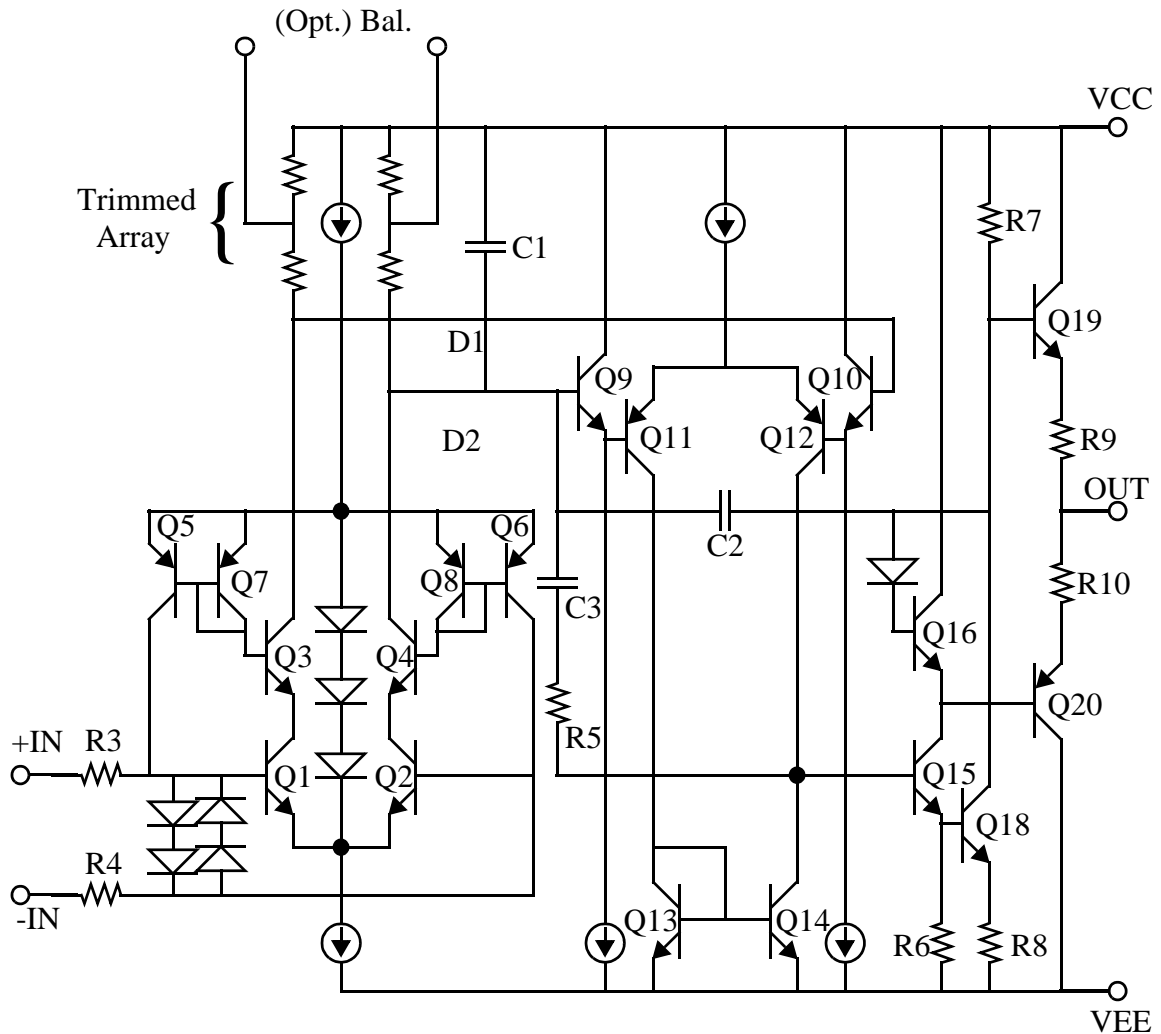 (Opt.) Bal.
VCC
Trimmed
Array
{
R7
C1
Q19
D1
Q9
Q10
D2
Q11
Q12
R9
OUT
Q5
Q6
C2
Q7
Q8
C3
R10
Q3
Q4
Q16
Q20
R5
+IN
R3
Q1
Q2
Q15
Q18
R4
-IN
Q13
Q14
R6
R8
VEE